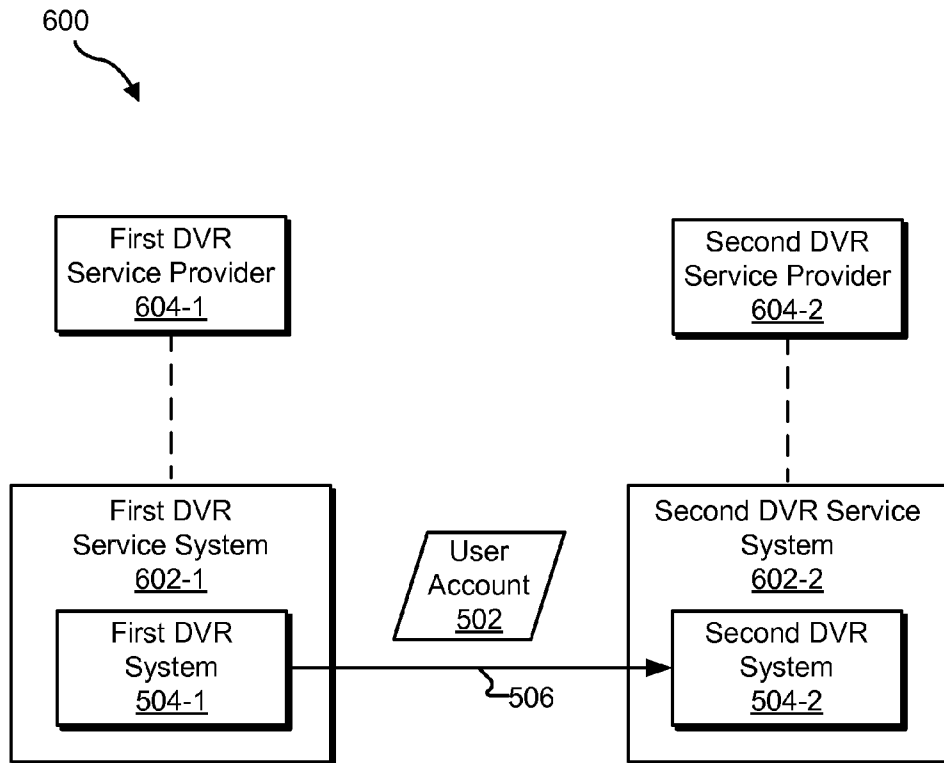 600
First DVR
Service Provider
604-1
Second DVR
Service Provider
604-2
First DVR
Service System
602-1
First DVR
System
504-1
User
Account
502
506
Second DVR Service
System
602-2
Second DVR
System
504-2